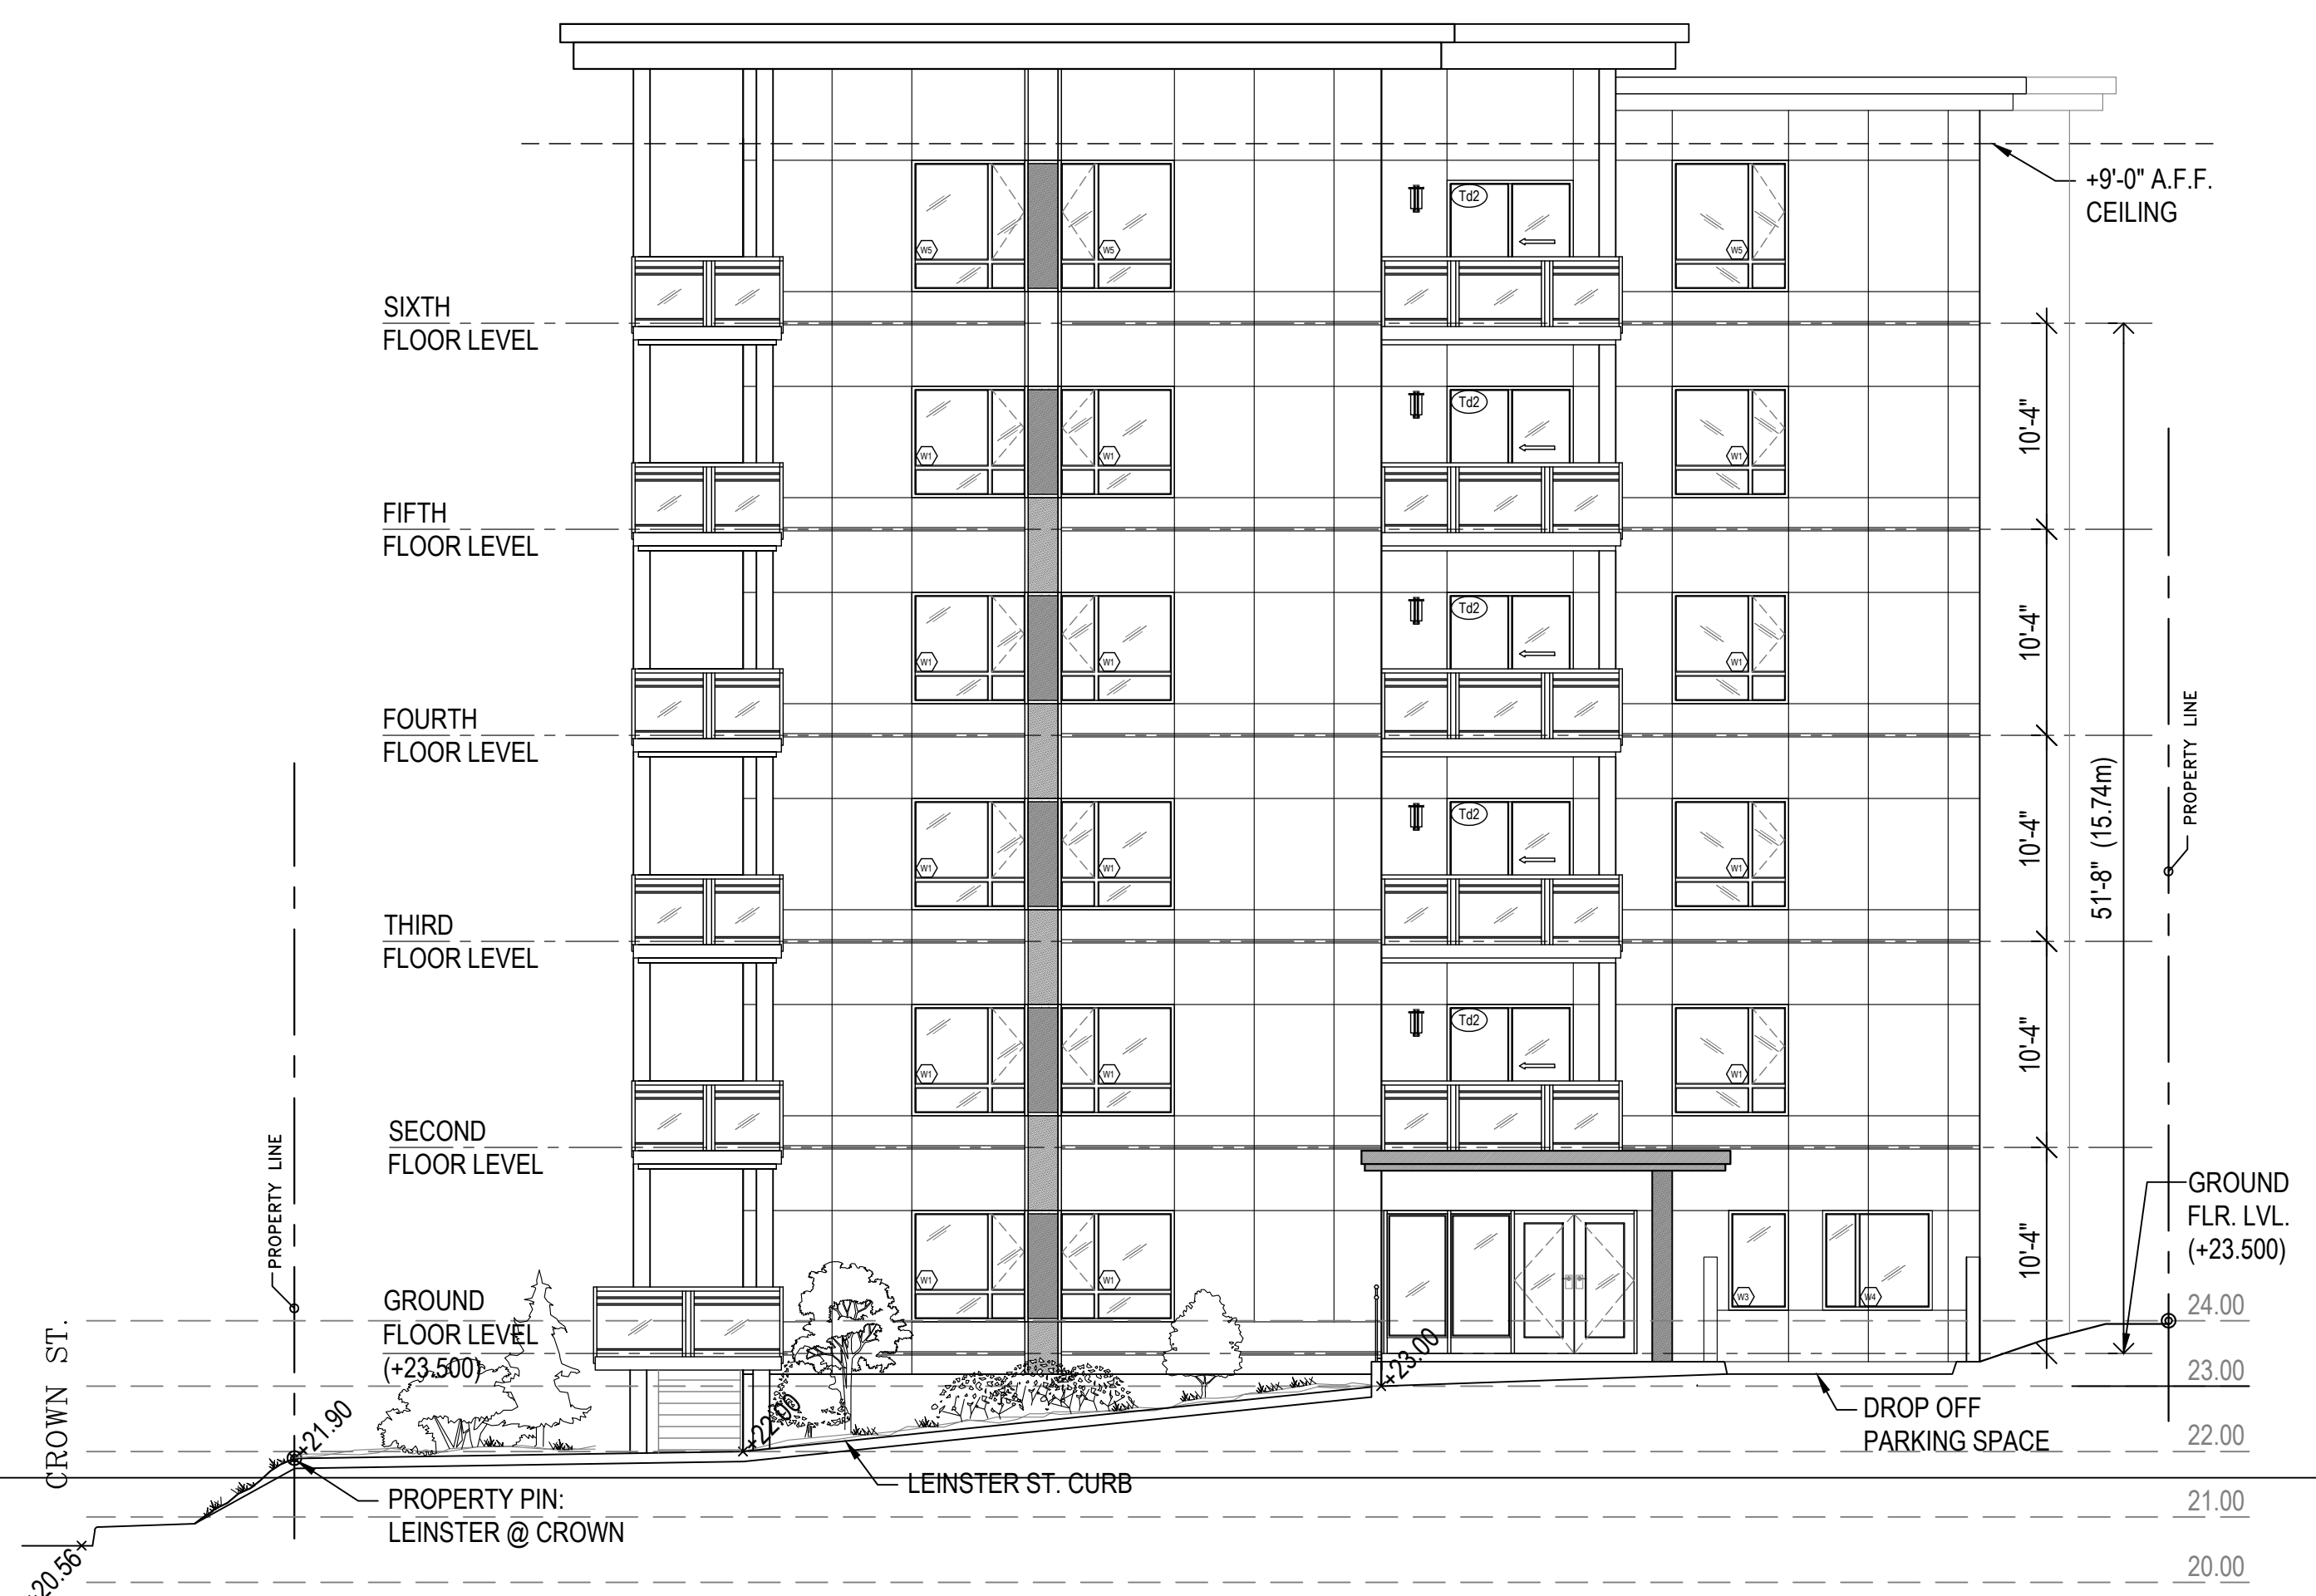 +9'-0" A.F.F.
CEILING
Td2
W5
W5
W5
SIXTH
FLOOR LEVEL
Td2
10'-4"
W1
W1
W1
FIFTH
FLOOR LEVEL
Td2
10'-4"
W1
W1
W1
FOURTH
FLOOR LEVEL
PROPERTY LINE
Td2
10'-4"
51'-8" (15.74m)
W1
W1
W1
THIRD
FLOOR LEVEL
Td2
10'-4"
W1
W1
W1
SECOND
FLOOR LEVEL
PROPERTY LINE
GROUND
FLR. LVL.
(+23.500)
10'-4"
W1
W1
W3
W4
GROUND
FLOOR LEVEL
(+23.500)
24.00
CROWN ST.
+23.00
23.00
+21.90
+22.00
DROP OFF
PARKING SPACE
22.00
LEINSTER ST. CURB
PROPERTY PIN:
LEINSTER @ CROWN
21.00
+20.56
20.00